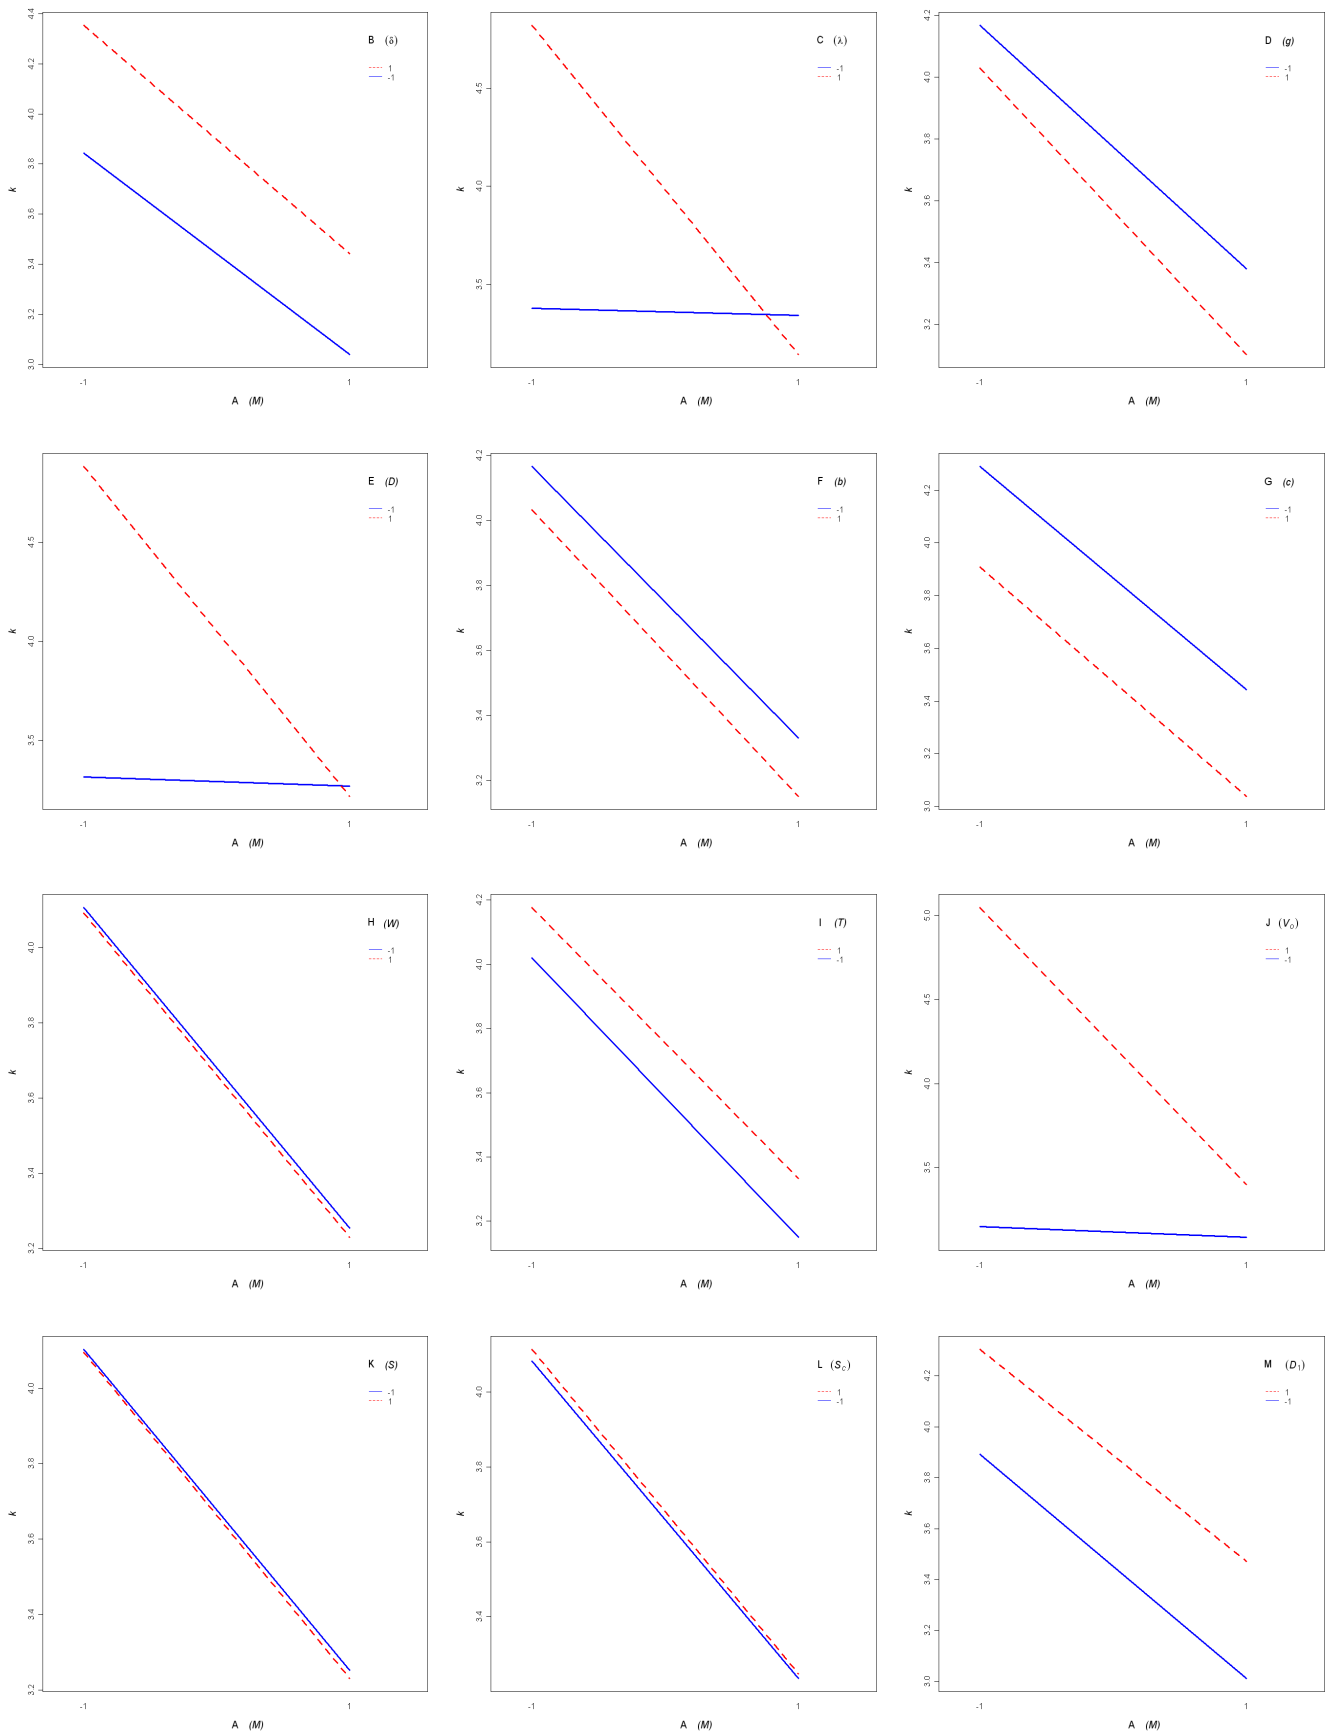 B (δ)
1
-1
4.4
4.2
4.0
3.8
3.6
3.4
3.2
3.0
k
-1 1
A (M)
C (λ)
-1
1
4.5
4.0
3.5
k
-1 1
A (M)
D (g)
-1
1
4.2
4.0
3.8
3.6
3.4
3.2
k
-1 1
A (M)
E (D)
-1
1
4.5
4.0
3.5
k
-1 1
A (M)
F (b)
-1
1
4.2
4.0
3.8
3.6
3.4
3.2
k
-1 1
A (M)
G (c)
-1
1
4.2
4.0
3.8
3.6
3.4
3.2
3.0
k
-1 1
A (M)
H (W)
-1
1
4.0
3.8
3.6
3.4
3.2
k
-1 1
A (M)
I (T)
1
-1
4.2
4.0
3.8
3.6
3.4
3.2
k
-1 1
A (M)
J (V₀)
1
-1
5.0
4.5
4.0
3.5
k
-1 1
A (M)
K (S)
-1
1
4.0
3.8
3.6
3.4
3.2
k
-1 1
A (M)
L (S_c)
1
-1
4.0
3.8
3.6
3.4
k
-1 1
A (M)
M (D₁)
1
-1
4.2
4.0
3.8
3.6
3.4
3.2
3.0
k
-1 1
A (M)